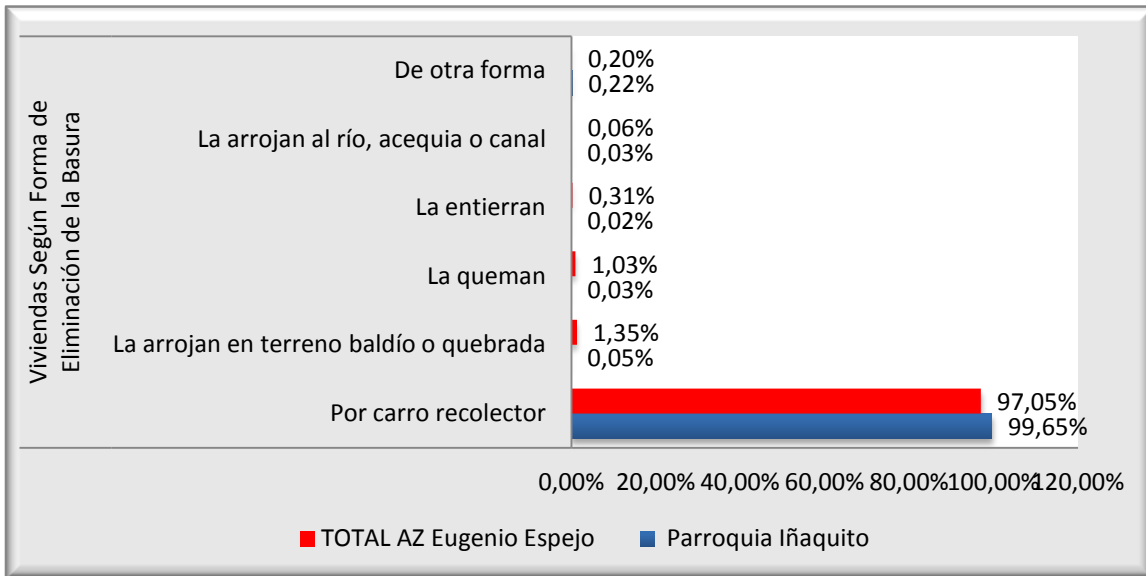 Viviendas Según Forma de
Eliminación de la Basura
De otra forma
0,20%
0,22%
La arrojan al río, acequia o canal
0,06%
0,03%
La entierran
0,31%
0,02%
La queman
1,03%
0,03%
La arrojan en terreno baldío o quebrada
1,35%
0,05%
Por carro recolector
97,05%
99,65%
0,00% 20,00% 40,00% 60,00% 80,00% 100,00% 120,00%
TOTAL AZ Eugenio Espejo Parroquia Iñaquito